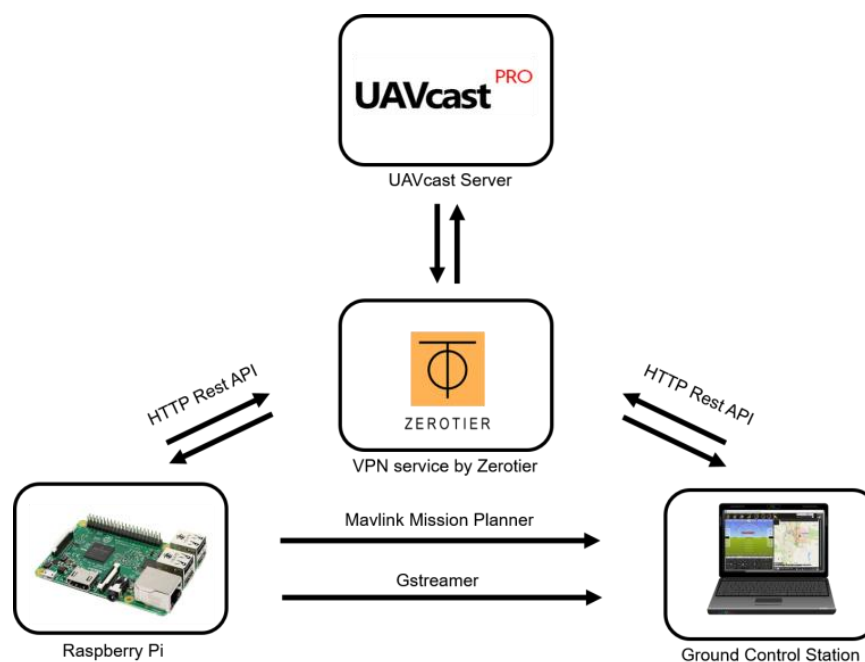 PRO
UAVcast
UAVcast Server
HTTP Rest API
HTTP Rest API
ZEROTIER
VPN service by Zerotier
Mavlink Mission Planner
Gstreamer
Raspberry Pi
Ground Control Station